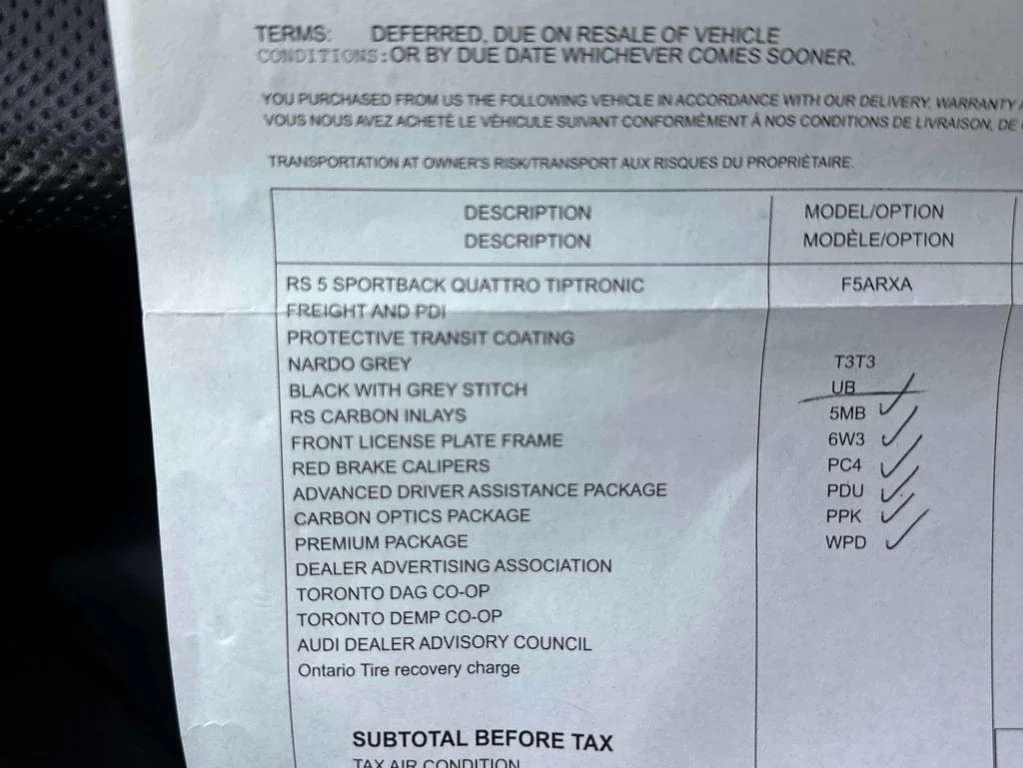 TERMS: DEFERRED, DUE ON RESALE OF VEHICLE
CONDITIONS: OR BY DUE DATE WHICHEVER COMES SOONER.
YOU PURCHASED FROM US THE FOLLOWING VEHICLE IN ACCORDANCE WITH OUR DELIVERY, WARRANTY
VOUS NOUS AVEZ ACHETÉ LE VÉHICULE SUIVANT CONFORMÈMENT À NOS CONDITIONS DE LIVRAISON, DE
TRANSPORTATION AT OWNER'S RISK/TRANSPORT AUX RISQUES DU PROPRIÈTAIRE.
DESCRIPTION MODEL/OPTION
DESCRIPTION MODÈLE/OPTION
RS 5 SPORTBACK QUATTRO TIPTRONIC F5ARXA
FREIGHT AND PDI
PROTECTIVE TRANSIT COATING
NARDO GREY T3T3
BLACK WITH GREY STITCH UB
RS CARBON INLAYS 5MB
FRONT LICENSE PLATE FRAME 6W3
RED BRAKE CALIPERS PC4
ADVANCED DRIVER ASSISTANCE PACKAGE PDU
CARBON OPTICS PACKAGE PPK
PREMIUM PACKAGE WPD
DEALER ADVERTISING ASSOCIATION
TORONTO DAG CO-OP
TORONTO DEMP CO-OP
AUDI DEALER ADVISORY COUNCIL
Ontario Tire recovery charge
SUBTOTAL BEFORE TAX
TAX AIR CONDITION